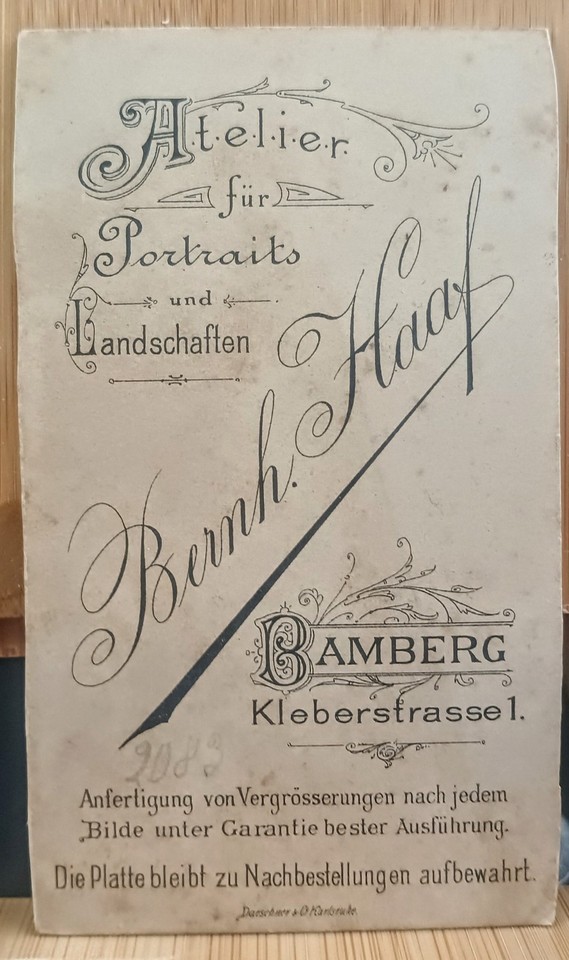 A·t·e·l·i·e·r
für
Portraits
und
Landschaften
Bernh. Haaf
BAMBERG
Kleberstrasse 1.
2083
Anfertigung von Vergrösserungen nach jedem
Bilde unter Garantie bester Ausführung.
Die Platte bleibt zu Nachbestellungen aufbewahrt.
Karlsruhe.